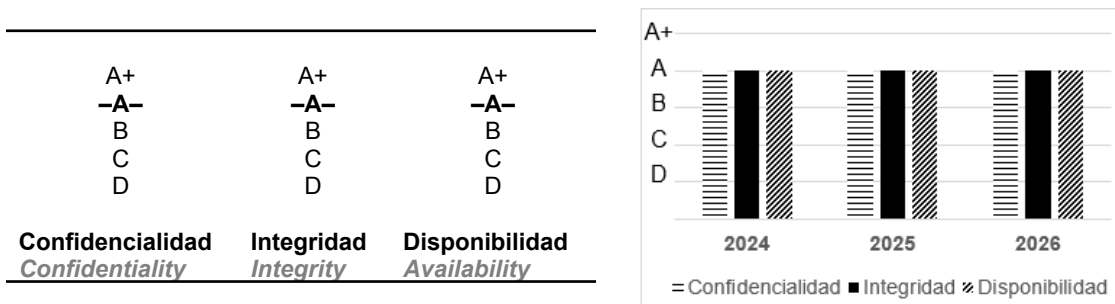 A+ A+ A+
–A– –A– –A–
B B B
C C C
D D D
Confidencialidad Integridad Disponibilidad
Confidentiality Integrity Availability
A+
A
B
C
D
2024 2025 2026
Confidencialidad Integridad Disponibilidad